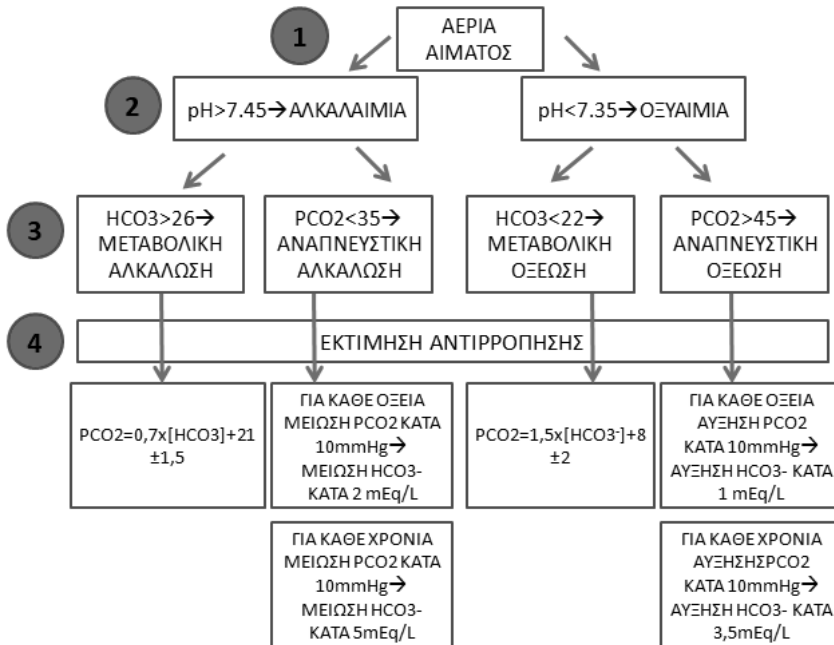 1
ΑΕΡΙΑ
ΑΙΜΑΤΟΣ
2
pH>7.45→ΑΛΚΑΛΑΙΜΙΑ
pH<7.35→ΟΞΥΑΙΜΙΑ
3
HCO3>26→
ΜΕΤΑΒΟΛΙΚΗ
ΑΛΚΑΛΩΣΗ
PCO2<35→
ΑΝΑΠΝΕΥΣΤΙΚΗ
ΑΛΚΑΛΩΣΗ
HCO3<22→
ΜΕΤΑΒΟΛΙΚΗ
ΟΞΕΩΣΗ
PCO2>45→
ΑΝΑΠΝΕΥΣΤΙΚΗ
ΟΞΕΩΣΗ
4
ΕΚΤΙΜΗΣΗ ΑΝΤΙΡΡΟΠΗΣΗΣ
PCO2=0,7x[HCO3]+21
±1,5
ΓΙΑ ΚΑΘΕ ΟΞΕΙΑ
ΜΕΙΩΣΗ PCO2 ΚΑΤΑ
10mmHg→
ΜΕΙΩΣΗ HCO3-
ΚΑΤΑ 2 mEq/L
PCO2=1,5x[HCO3⁻]+8
±2
ΓΙΑ ΚΑΘΕ ΟΞΕΙΑ
ΑΥΞΗΣΗ PCO2
ΚΑΤΑ 10mmHg→
ΑΥΞΗΣΗ HCO3- ΚΑΤΑ
1 mEq/L
ΓΙΑ ΚΑΘΕ ΧΡΟΝΙΑ
ΜΕΙΩΣΗ PCO2 ΚΑΤΑ
10mmHg→
ΜΕΙΩΣΗ HCO3-
ΚΑΤΑ 5mEq/L
ΓΙΑ ΚΑΘΕ ΧΡΟΝΙΑ
ΑΥΞΗΣΗΣPCO2
ΚΑΤΑ 10mmHg→
ΑΥΞΗΣΗ HCO3- ΚΑΤΑ
3,5mEq/L